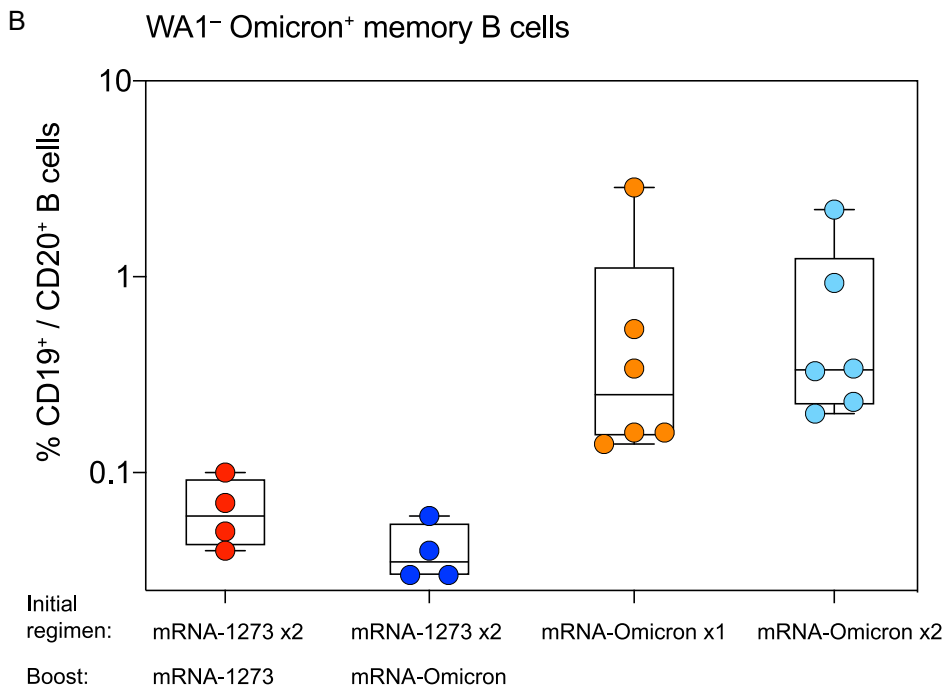 B
WA1⁻ Omicron⁺ memory B cells
% CD19⁺ / CD20⁺ B cells
10
1
0.1
Initial regimen: mRNA-1273 x2 mRNA-1273 x2 mRNA-Omicron x1 mRNA-Omicron x2
Boost: mRNA-1273 mRNA-Omicron